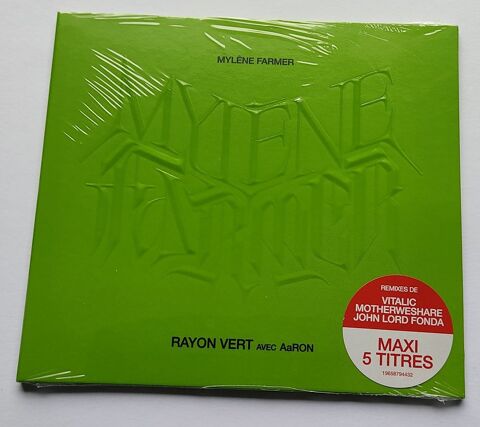 MYLÈNE FARMER
MYLENE
FARMER
RAYON VERT AVEC AaRON
REMIXES DE
VITALIC
MOTHERWESHARE
JOHN LORD FONDA
MAXI
5 TITRES
19658794432